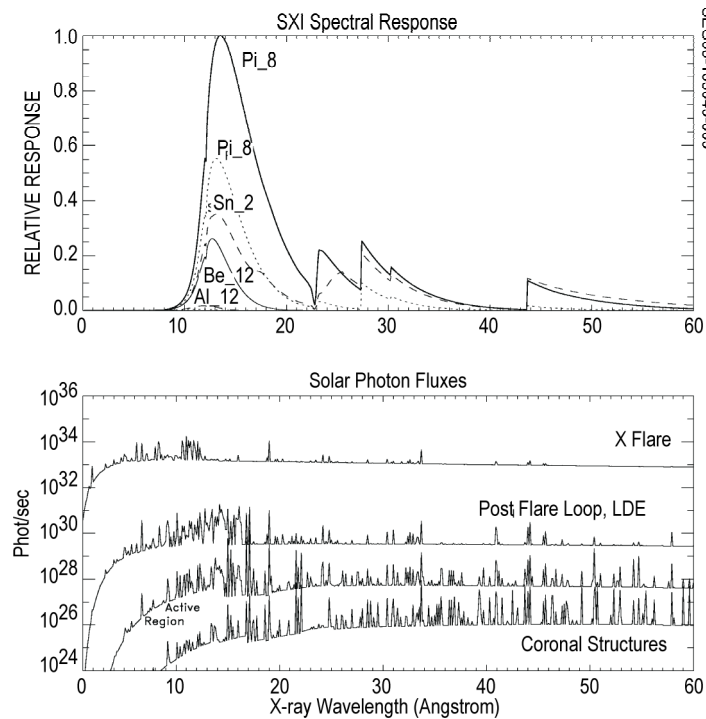 SXI Spectral Response
RELATIVE RESPONSE
1.0
0.8
0.6
0.4
0.2
0.0
Pi_8
Pi_8
Sn_2
Be_12
Al_12
0 10 20 30 40 50 60
Solar Photon Fluxes
Phot/sec
10^36
10^34
10^32
10^30
10^28
10^26
10^24
X Flare
Post Flare Loop, LDE
Active
Region
Coronal Structures
0 10 20 30 40 50 60
X-ray Wavelength (Angstrom)